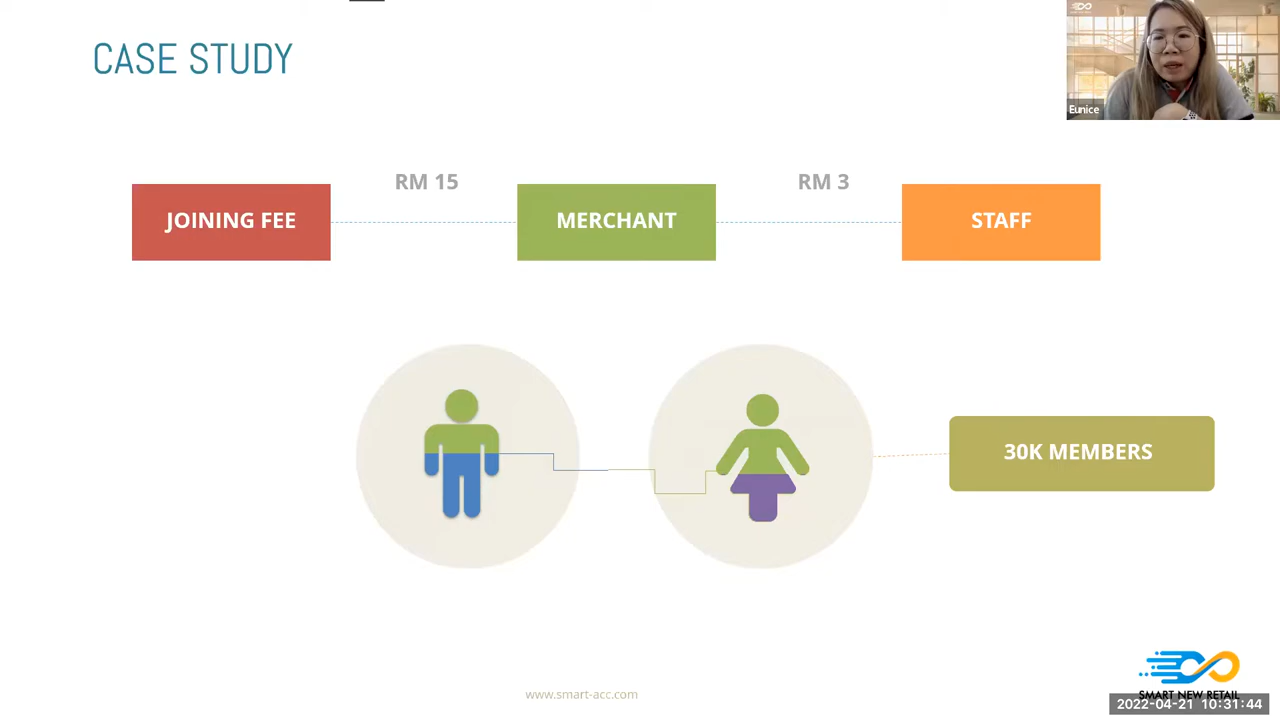 CASE STUDY
Eunice
RM 15
RM 3
JOINING FEE
MERCHANT
STAFF
30K MEMBERS
www.smart-acc.com
SMART NEW RETAIL
2022-04-21 10:31:44